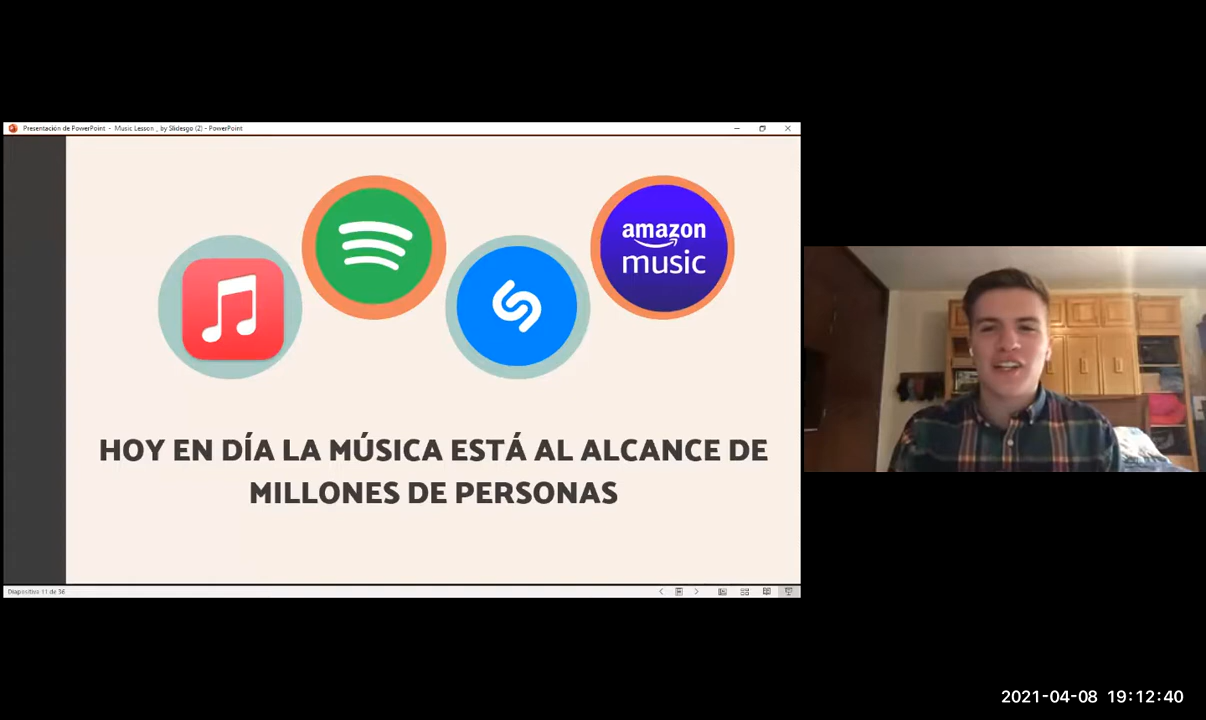 Presentación de PowerPoint - Music Lesson _ by Slidesgo (2) - PowerPoint
amazon
music
HOY EN DÍA LA MÚSICA ESTÁ AL ALCANCE DE
MILLONES DE PERSONAS
Diapositiva 11 de 56
2021-04-08 19:12:40